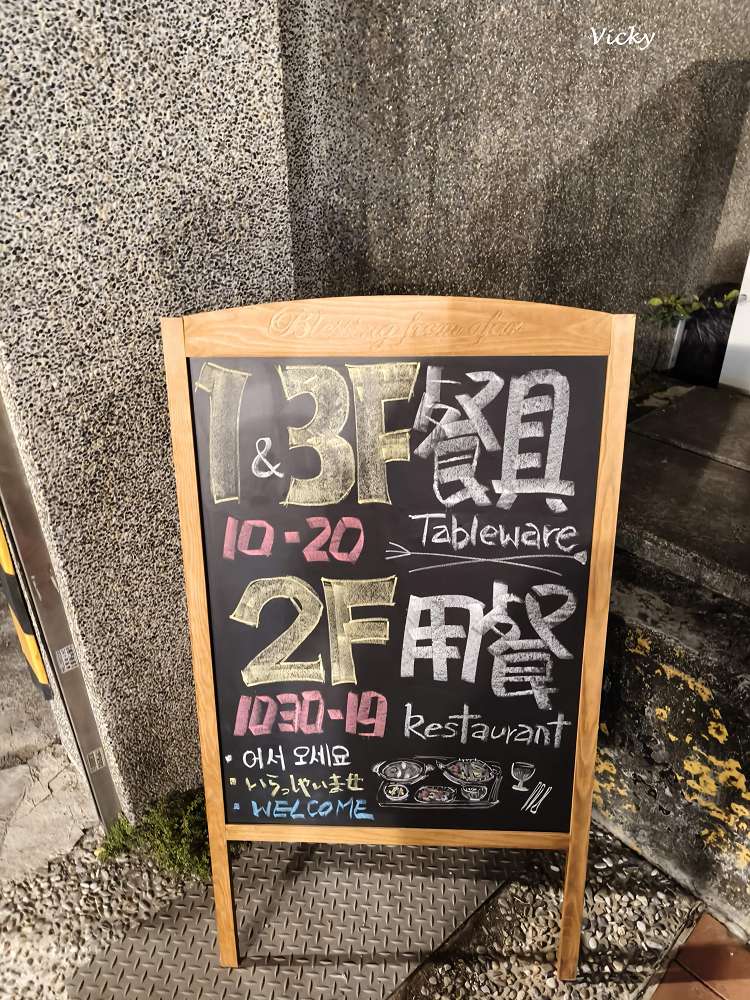 Vicky
Blessing from afar
1&3F餐具
10-20 Tableware
2F用餐
1030-19 Restaurant
· 어서 오세요
· いらっしゃいませ
· WELCOME